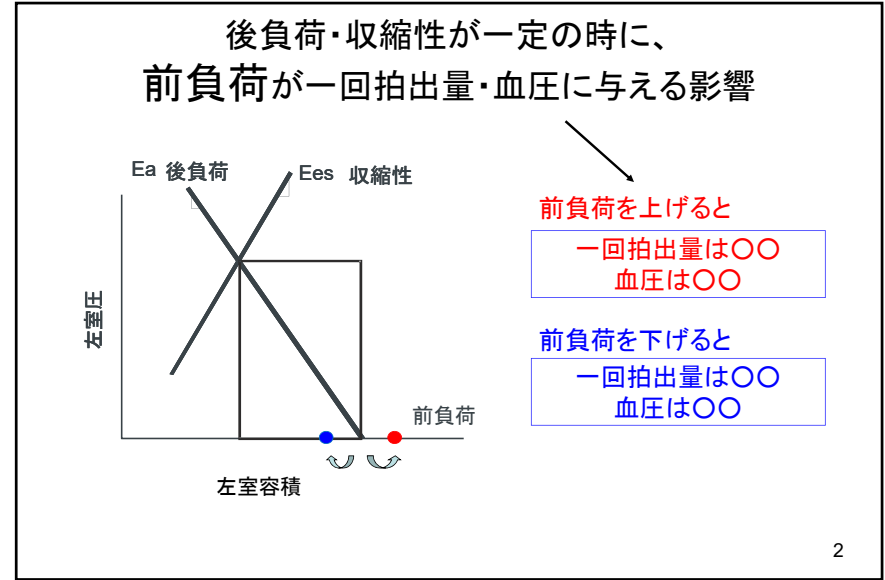 後負荷・収縮性が一定の時に、
前負荷が一回拍出量・血圧に与える影響
Ea 後負荷
Ees 収縮性
左室圧
前負荷
左室容積
前負荷を上げると
一回拍出量は〇〇
血圧は〇〇
前負荷を下げると
一回拍出量は〇〇
血圧は〇〇
2